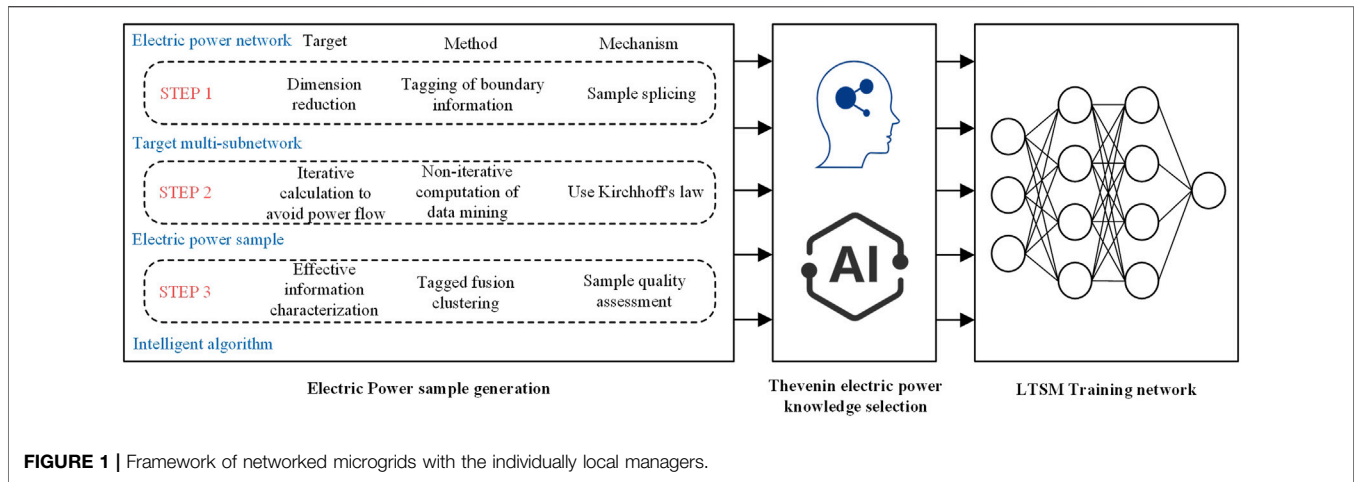 Electric power network Target Method Mechanism
STEP 1
Dimension
reduction
Tagging of boundary
information
Sample splicing
Target multi-subnetwork
STEP 2
Iterative
calculation to
avoid power flow
Non-iterative
computation of
data mining
Use Kirchhoff's law
Electric power sample
STEP 3
Effective
information
characterization
Tagged fusion
clustering
Sample quality
assessment
Intelligent algorithm
Electric Power sample generation
AI
Thevenin electric power
knowledge selection
LTSM Training network
FIGURE 1 | Framework of networked microgrids with the individually local managers.